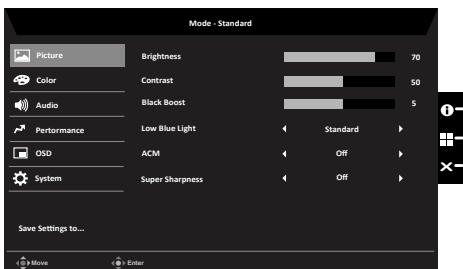 Mode - Standard
Picture
Brightness 70
Color
Contrast 50
Audio
Black Boost 5
Pertormance
Low Blue Light Standard
OSD
ACM Off
System
Super Sharpness Off
Save Settings to...
Move Enter